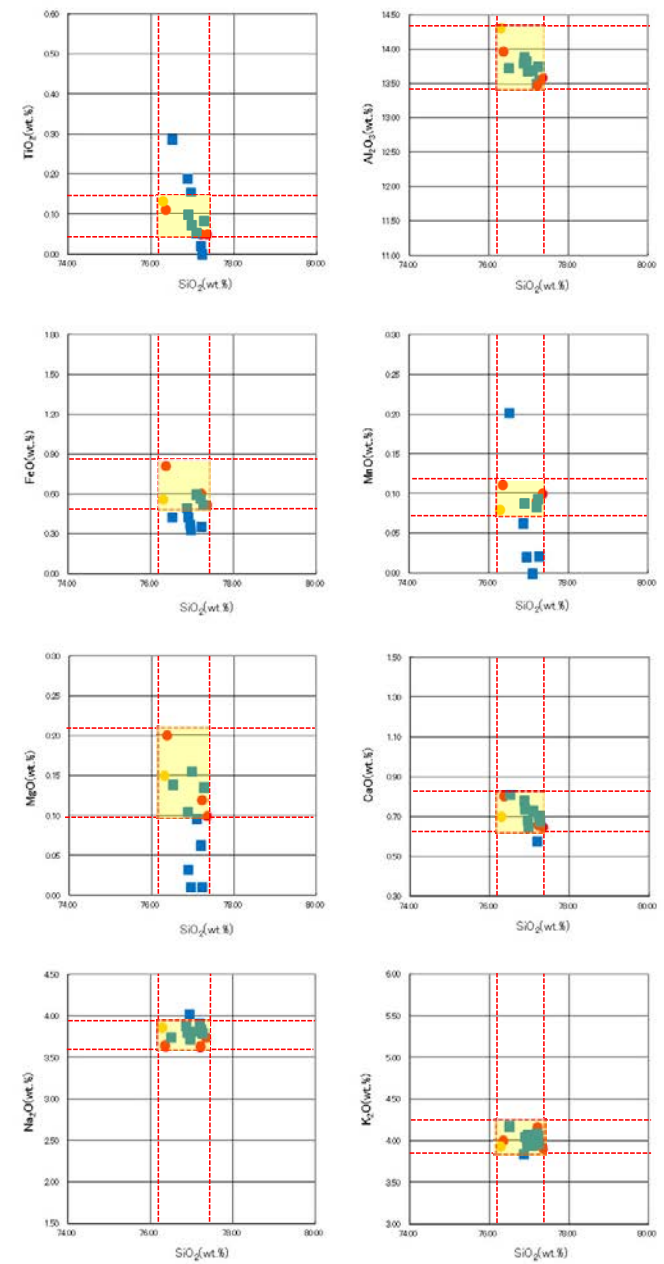 0.60
0.50
0.40
0.30
0.20
0.10
0.00
TiO2(wt.%)
74.00 76.00 78.00 80.00
SiO2(wt.%)
14.50
14.00
13.50
13.00
12.50
12.00
11.50
11.00
Al2O3(wt.%)
74.00 76.00 78.00 80.00
SiO2(wt.%)
1.80
1.50
1.20
0.90
0.60
0.30
0.00
FeO(wt.%)
74.00 76.00 78.00 80.00
SiO2(wt.%)
0.30
0.25
0.20
0.15
0.10
0.05
0.00
MnO(wt.%)
74.00 76.00 78.00 80.00
SiO2(wt.%)
0.30
0.25
0.20
0.15
0.10
0.05
0.00
MgO(wt.%)
74.00 76.00 78.00 80.00
SiO2(wt.%)
1.50
1.30
1.10
0.90
0.70
0.50
0.30
CaO(wt.%)
74.00 76.00 78.00 80.00
SiO2(wt.%)
4.50
4.00
3.50
3.00
2.50
2.00
1.50
Na2O(wt.%)
74.00 76.00 78.00 80.00
SiO2(wt.%)
6.00
5.50
5.00
4.50
4.00
3.50
3.00
K2O(wt.%)
74.00 76.00 78.00 80.00
SiO2(wt.%)